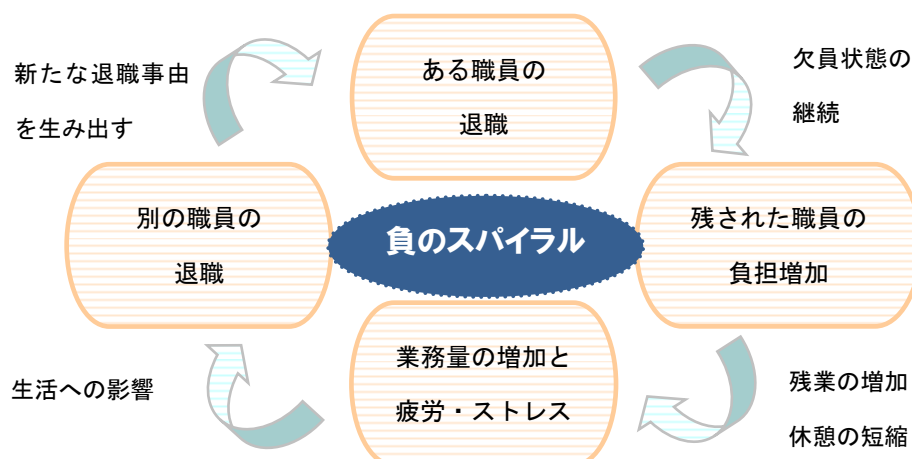 ある職員の
退職
欠員状態の
継続
残された職員の
負担増加
残業の増加
休憩の短縮
業務量の増加と
疲労・ストレス
生活への影響
別の職員の
退職
新たな退職事由
を生み出す
負のスパイラル